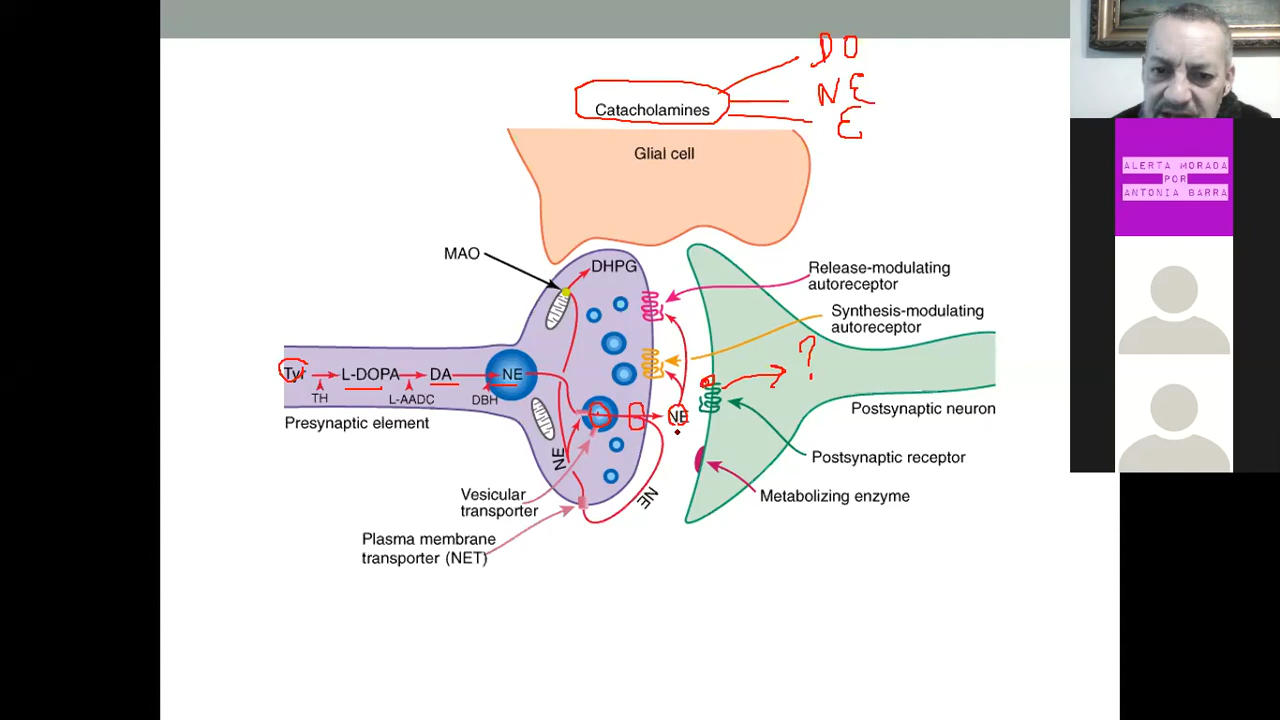 DO
NE
E
Catacholamines
Glial cell
ALERTA MORADA
POR
ANTONIA BARRA
MAO
DHPG
Release-modulating
autoreceptor
Synthesis-modulating
autoreceptor
?
Tyr
L-DOPA
DA
NE
TH
L-AADC
DBH
NE
Presynaptic element
Postsynaptic neuron
NE
NE
Postsynaptic receptor
Vesicular
transporter
Metabolizing enzyme
Plasma membrane
transporter (NET)